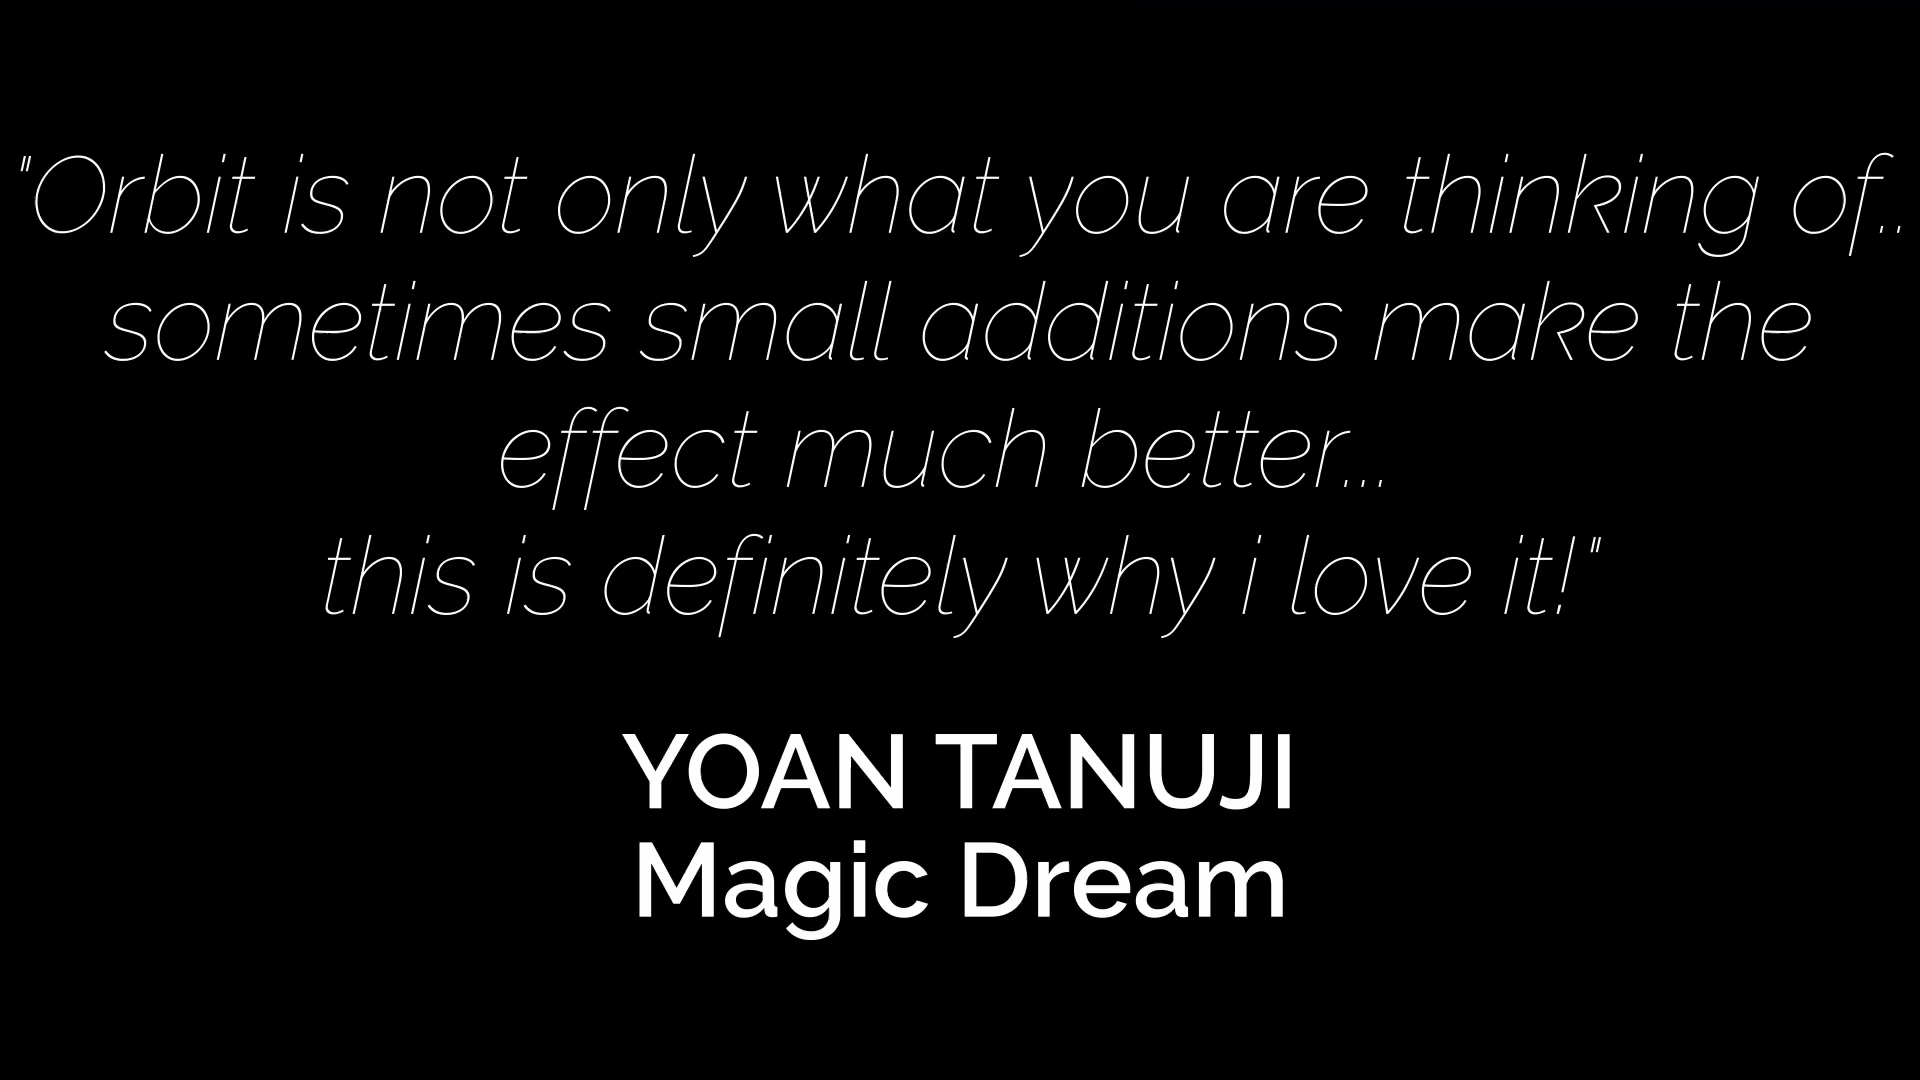 "Orbit is not only what you are thinking of..
sometimes small additions make the
effect much better...
this is definitely why i love it!"
YOAN TANUJI
Magic Dream